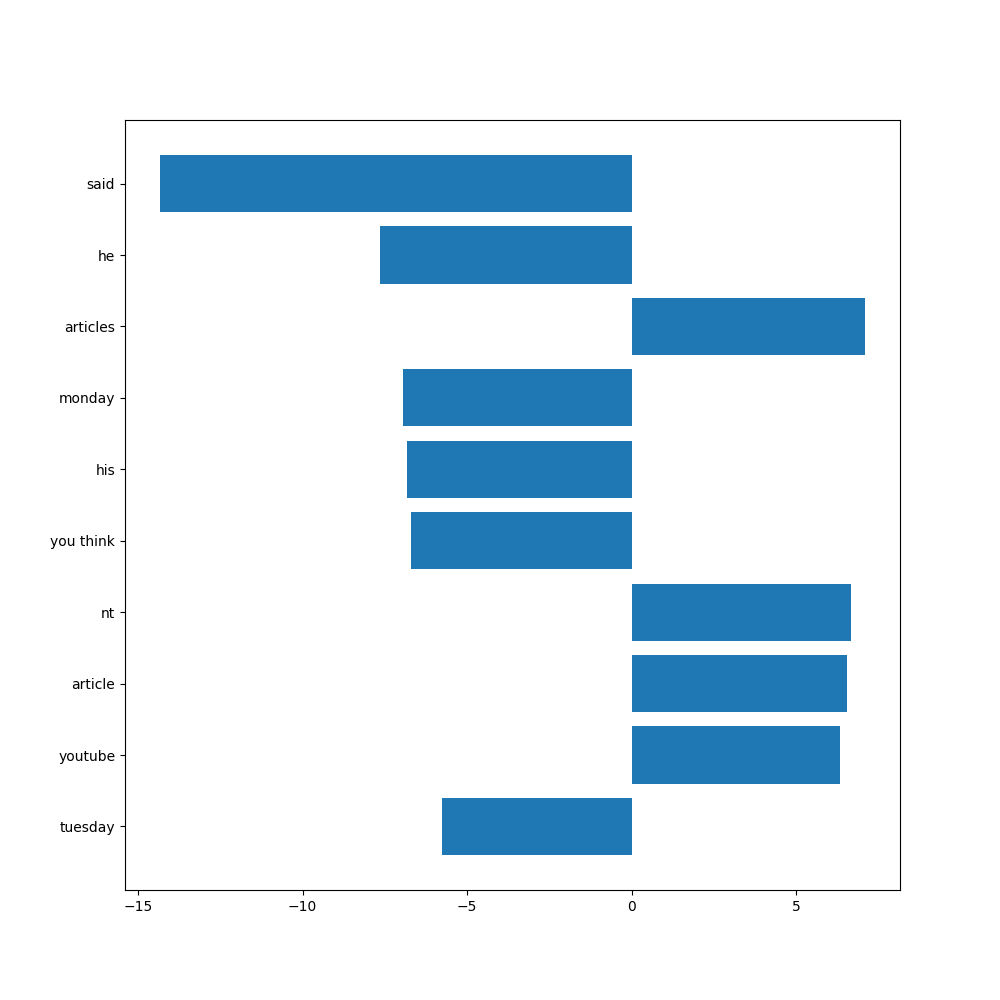 said
he
articles
monday
his
you think
nt
article
youtube
tuesday
−15 −10 −5 0 5